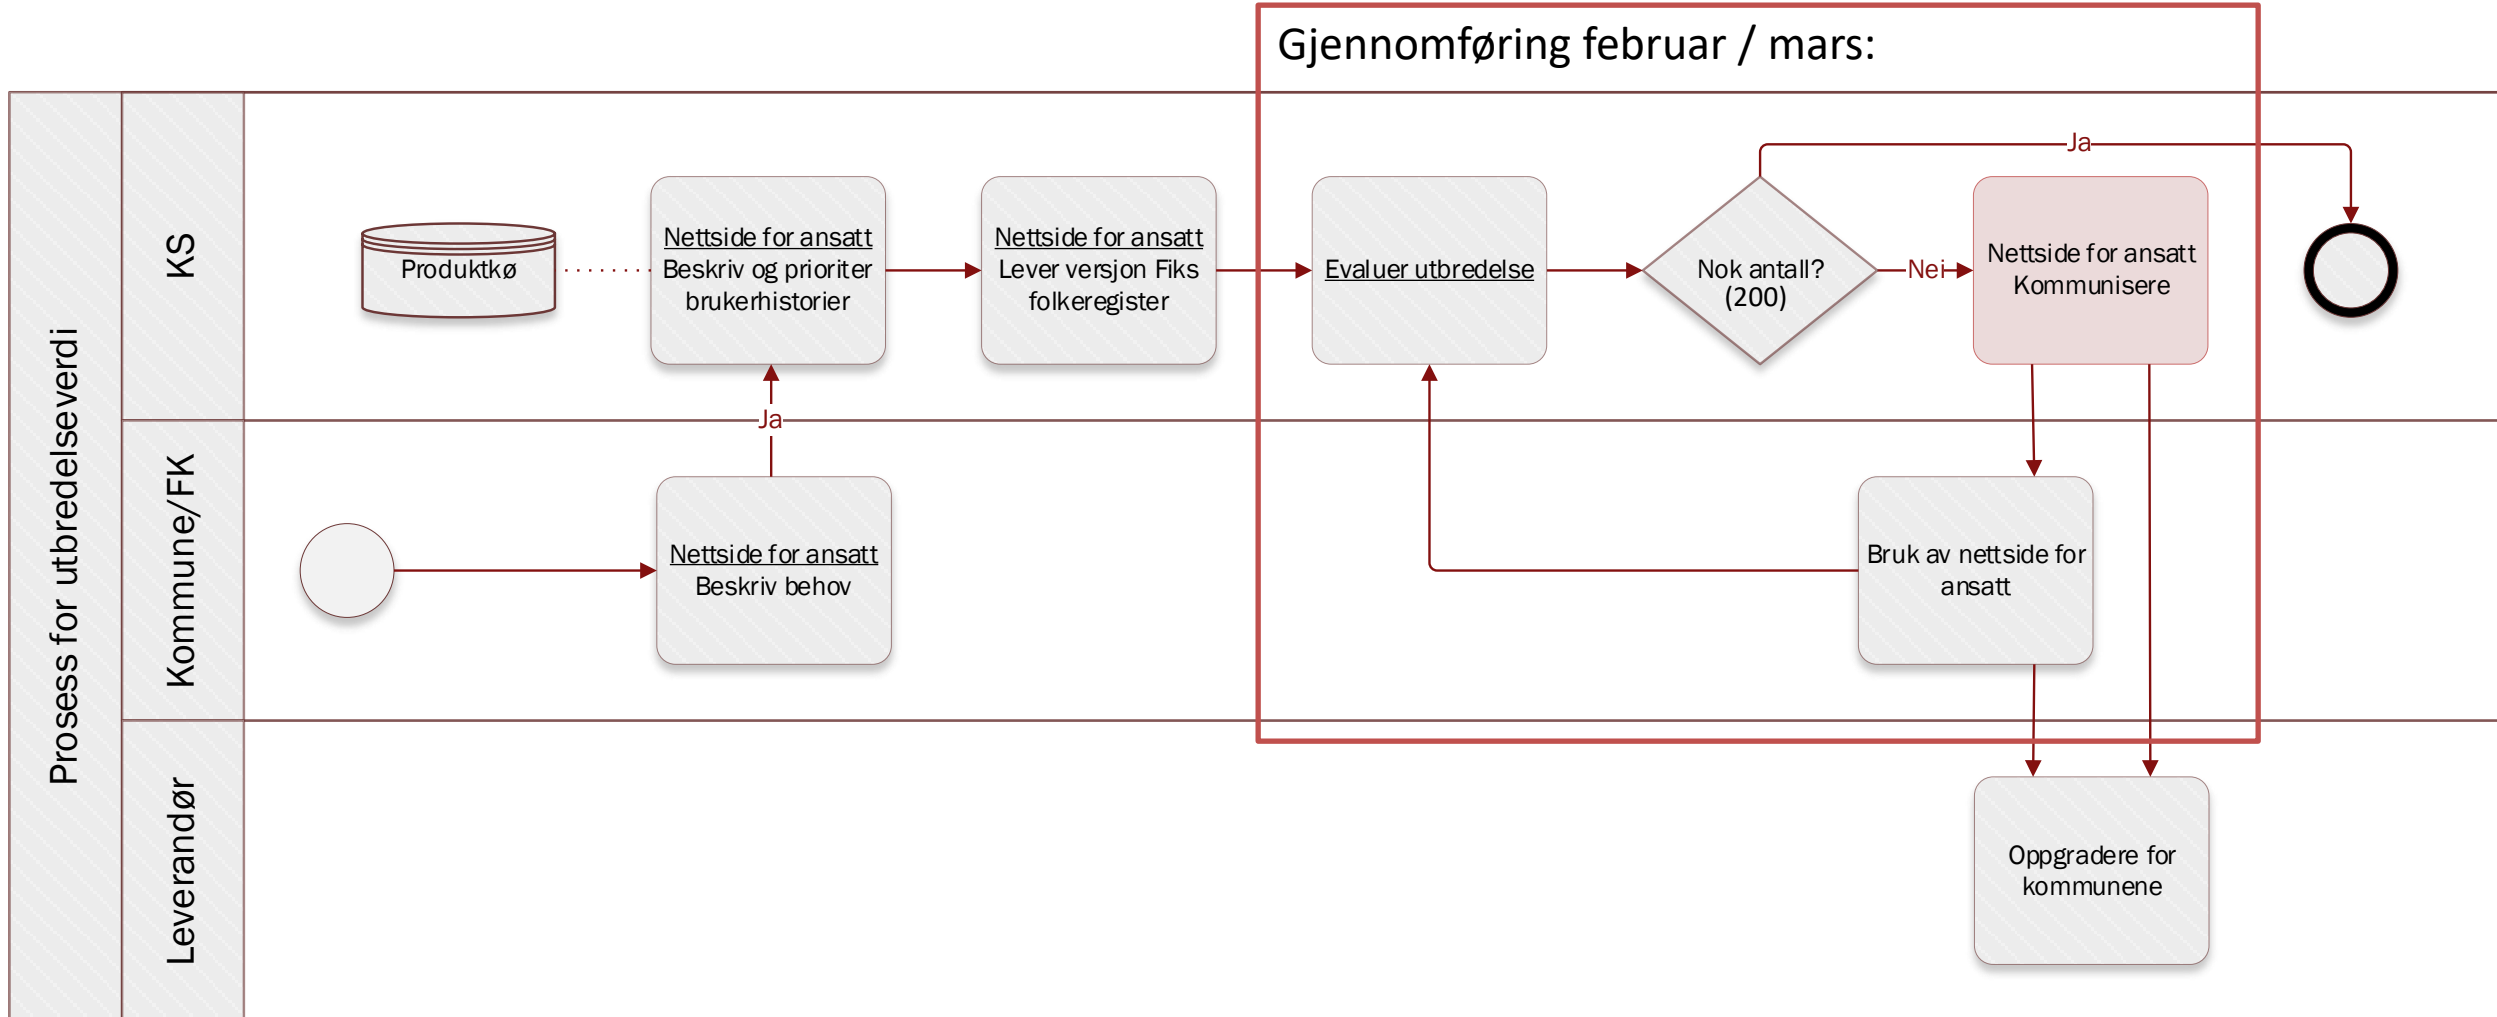 Gjennomføring februar / mars:
Prosess for utbredelseverdi
KS
Produktkø
Nettside for ansatt
Beskriv og prioriter
brukerhistorier
Nettside for ansatt
Lever versjon Fiks
folkeregister
Evaluer utbredelse
Nok antall?
(200)
Ja
Nei
Nettside for ansatt
Kommunisere
Ja
Kommune/FK
Nettside for ansatt
Beskriv behov
Bruk av nettside for
ansatt
Leverandør
Oppgradere for
kommunene